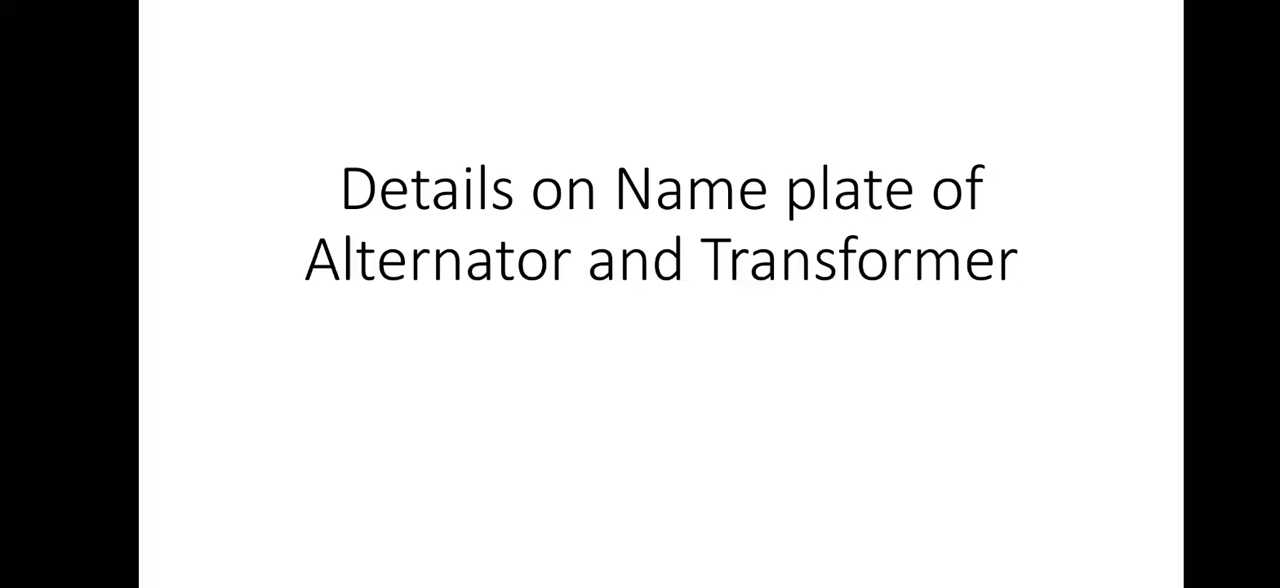 Details on Name plate of
Alternator and Transformer